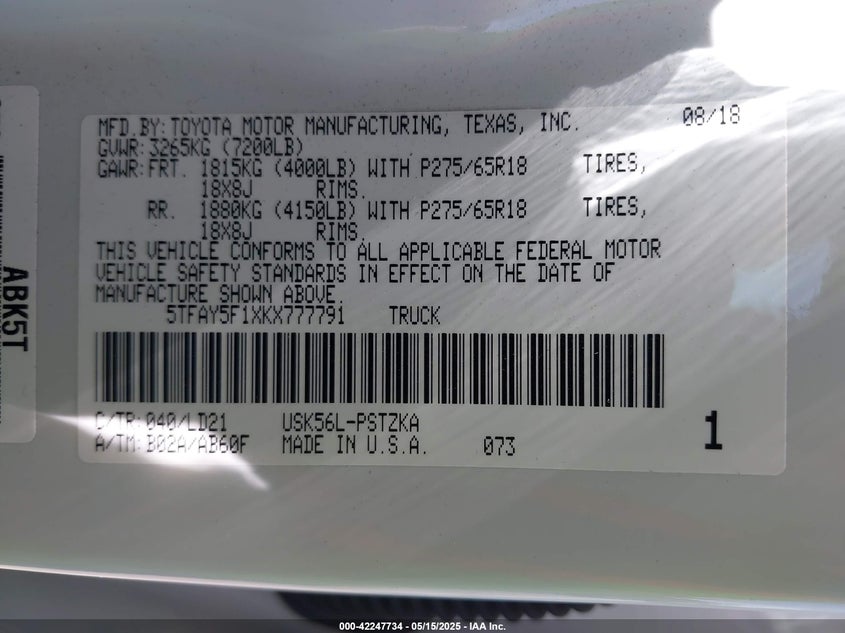 MFD.BY:TOYOTA MOTOR MANUFACTURING, TEXAS, INC. 08/18
GVWR:3265KG (7200LB)
GAWR:FRT. 1815KG (4000LB) WITH P275/65R18 TIRES,
18X8J RIMS.
RR. 1880KG (4150LB) WITH P275/65R18 TIRES,
18X8J RIMS.
THIS VEHICLE CONFORMS TO ALL APPLICABLE FEDERAL MOTOR
VEHICLE SAFETY STANDARDS IN EFFECT ON THE DATE OF
MANUFACTURE SHOWN ABOVE.
5TFAY5F1XKX777791 TRUCK
C/TR:040/LD21 USK56L-PSTZKA
A/TM:B02A/AB60F MADE IN U.S.A. 073 1
ABK5T
000-42247734 - 05/15/2025 - IAA Inc.